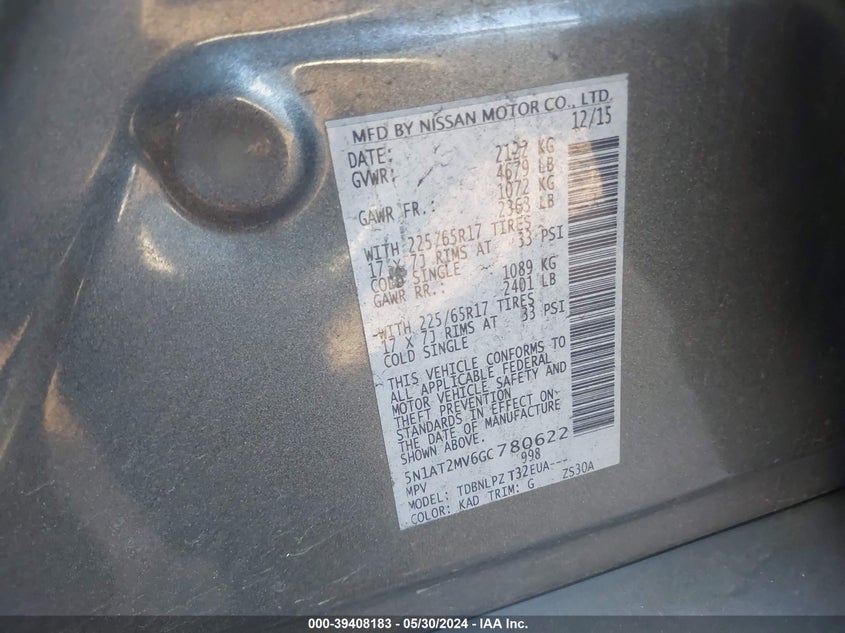 MFD BY NISSAN MOTOR CO., LTD.
DATE: 12/15
GVWR: 2122 KG
4679 LB
GAWR FR.: 1072 KG
2363 LB
WITH 225/65R17 TIRES
17 X 7J RIMS AT 33 PSI
COLD SINGLE
GAWR RR.: 1089 KG
2401 LB
WITH 225/65R17 TIRES
17 X 7J RIMS AT 33 PSI
COLD SINGLE
THIS VEHICLE CONFORMS TO
ALL APPLICABLE FEDERAL
MOTOR VEHICLE SAFETY AND
THEFT PREVENTION
STANDARDS IN EFFECT ON
THE DATE OF MANUFACTURE
SHOWN ABOVE.
5N1AT2MV6GC780622
MPV 998
MODEL: TDBNLPZ T32EUA---
COLOR: KAD TRIM: G ZS30A
000-39408183 - 05/30/2024 - IAA Inc.